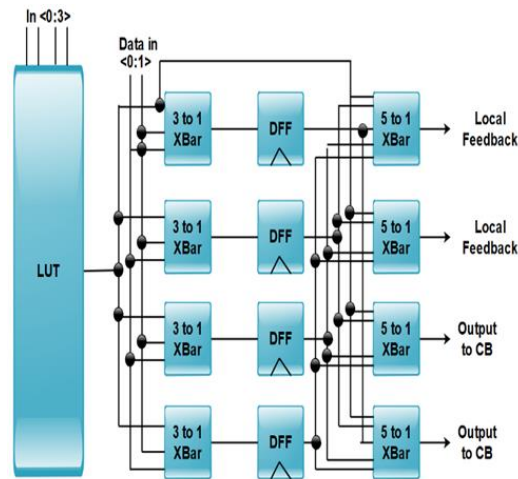 In <0:3>
Data in
<0:1>
3 to 1
XBar
DFF
5 to 1
XBar
Local
Feedback
3 to 1
XBar
DFF
5 to 1
XBar
Local
Feedback
LUT
3 to 1
XBar
DFF
5 to 1
XBar
Output
to CB
3 to 1
XBar
DFF
5 to 1
XBar
Output
to CB